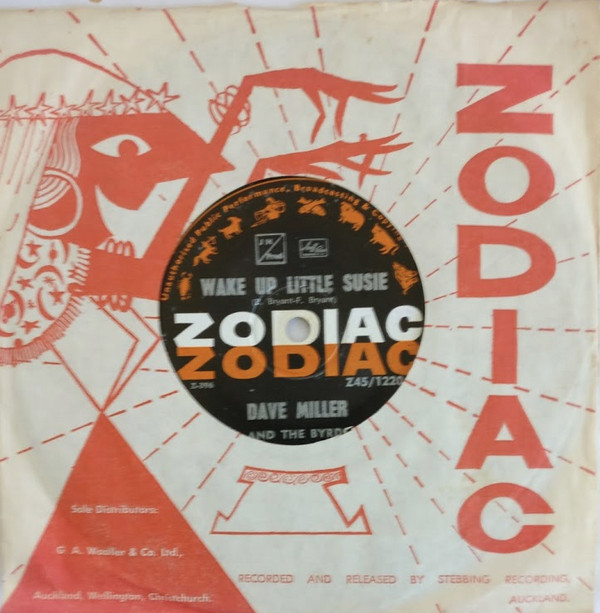 ZODIAC
Unauthorised Public Performance, Broadcasting & Copying
WAKE UP LITTLE SUSIE
(B. Bryant-F. Bryant)
ZODIAC
ZODIAC
Z45/1220
DAVE MILLER
AND THE BYRDS
Sole Distributors:
G. A. Wooller & Co. Ltd.,
Auckland, Wellington, Christchurch.
RECORDED AND RELEASED BY STEBBING RECORDING,
AUCKLAND.